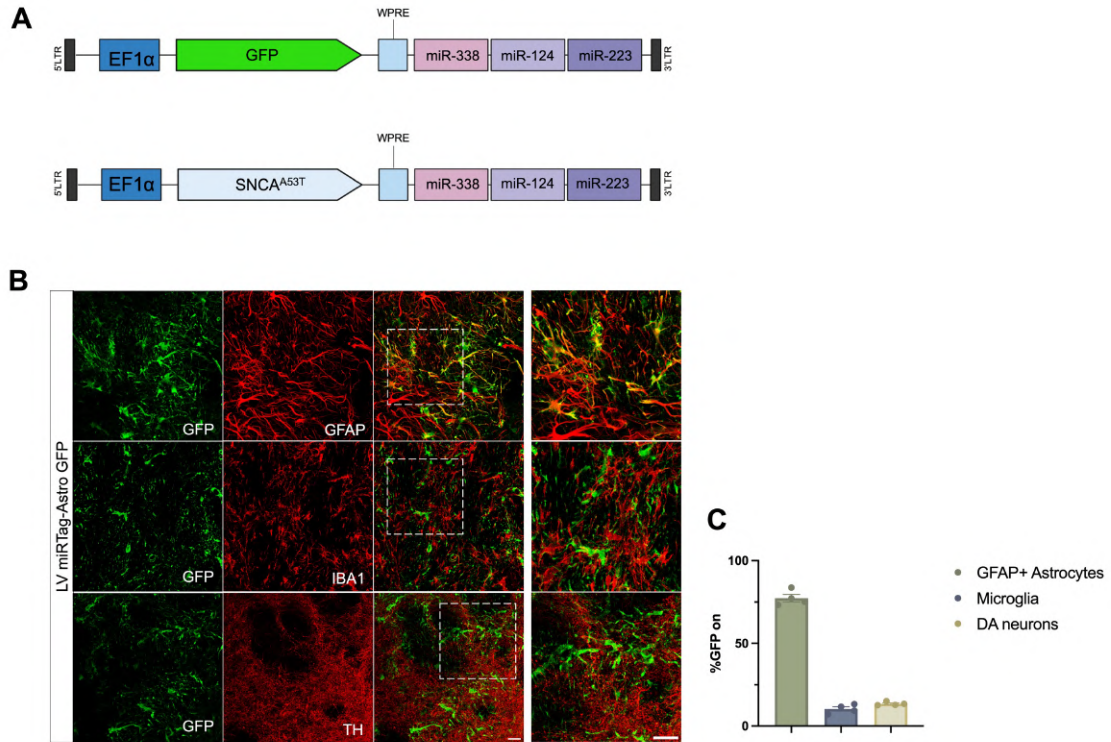 A
WPRE
5'LTR EF1α GFP miR-338 miR-124 miR-223 3'LTR
WPRE
5'LTR EF1α SNCA^A53T miR-338 miR-124 miR-223 3'LTR
B
LV miRTag-Astro GFP
GFP GFAP
GFP IBA1
GFP TH
C
100
50
0
%GFP on
GFAP+ Astrocytes
Microglia
DA neurons